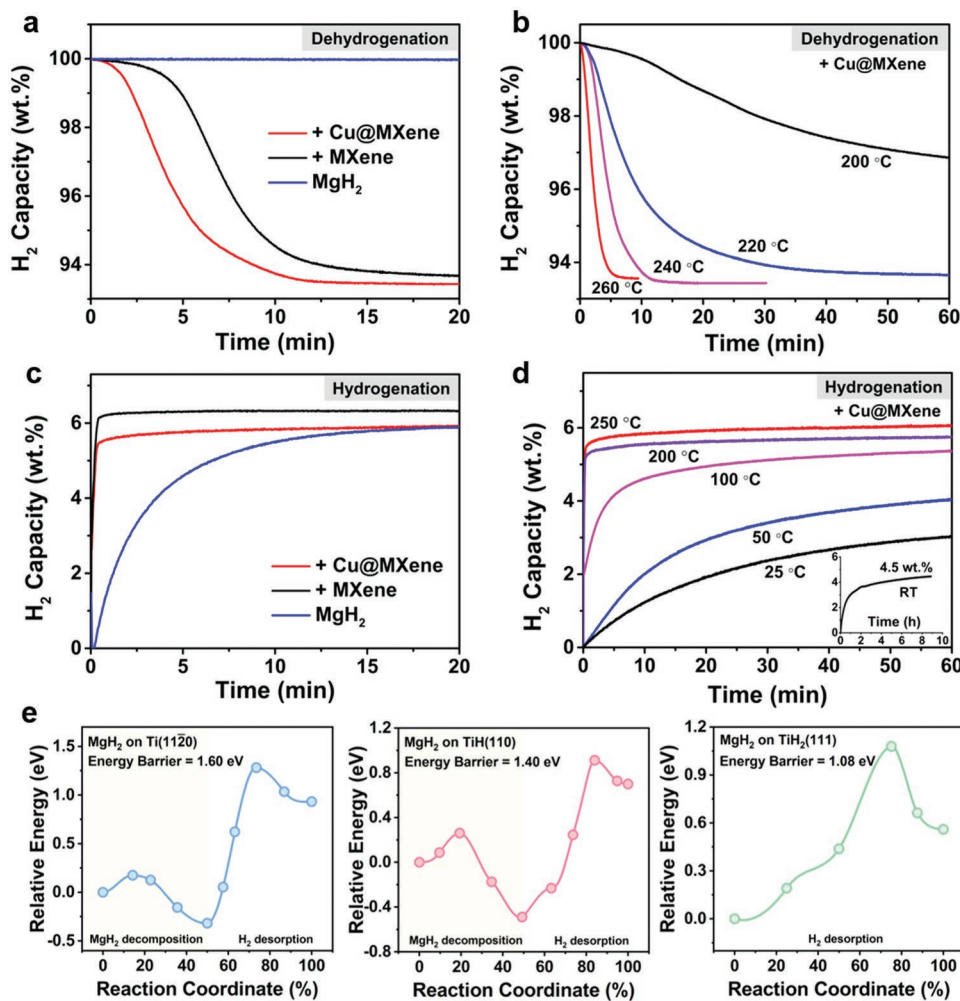 a
Dehydrogenation
H₂ Capacity (wt.%)
100
98
96
94
+ Cu@MXene
+ MXene
MgH₂
0 5 10 15 20
Time (min)
b
Dehydrogenation
+ Cu@MXene
H₂ Capacity (wt.%)
100
98
96
94
200 °C
220 °C
240 °C
260 °C
0 10 20 30 40 50 60
Time (min)
c
Hydrogenation
H₂ Capacity (wt.%)
6
4
2
0
+ Cu@MXene
+ MXene
MgH₂
0 5 10 15 20
Time (min)
d
Hydrogenation
+ Cu@MXene
H₂ Capacity (wt.%)
6
4
2
0
250 °C
200 °C
100 °C
50 °C
25 °C
6
4
2
0
4.5 wt.%
RT
Time (h)
0 2 4 6 8 10
0 10 20 30 40 50 60
Time (min)
e
MgH₂ on Ti(112̄0)
Energy Barrier = 1.60 eV
Relative Energy (eV)
1.5
1.0
0.5
0.0
-0.5
MgH₂ decomposition
H₂ desorption
0 20 40 60 80 100
Reaction Coordinate (%)
MgH₂ on TiH(110)
Energy Barrier = 1.40 eV
Relative Energy (eV)
1.2
0.8
0.4
0.0
-0.4
-0.8
MgH₂ decomposition
H₂ desorption
0 20 40 60 80 100
Reaction Coordinate (%)
MgH₂ on TiH₂(111)
Energy Barrier = 1.08 eV
Relative Energy (eV)
1.2
0.9
0.6
0.3
0.0
H₂ desorption
0 20 40 60 80 100
Reaction Coordinate (%)